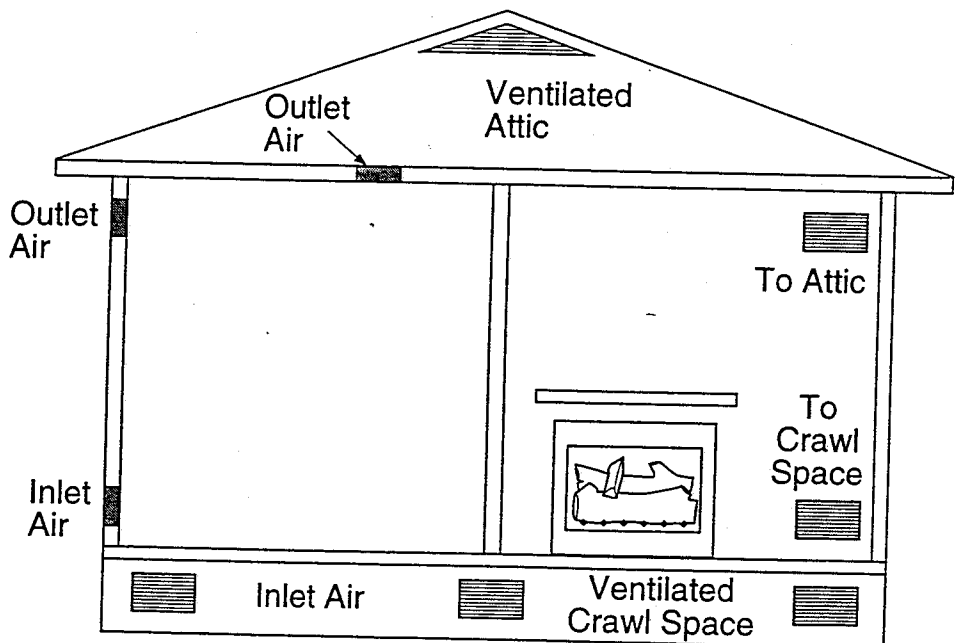 Outlet
Air
Ventilated
Attic
Outlet
Air
To Attic
To
Crawl
Space
Inlet
Air
Inlet Air
Ventilated
Crawl Space